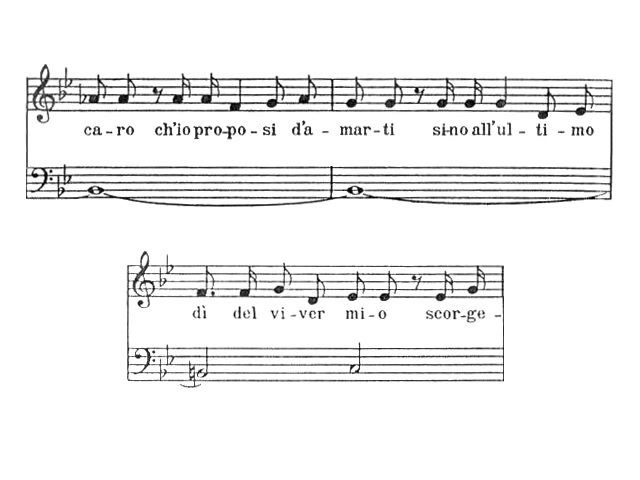 ca-ro ch'io pro-po-si d'a-mar-ti si-no all'ul-ti-mo
dì del vi-ver mi-o scor-ge-